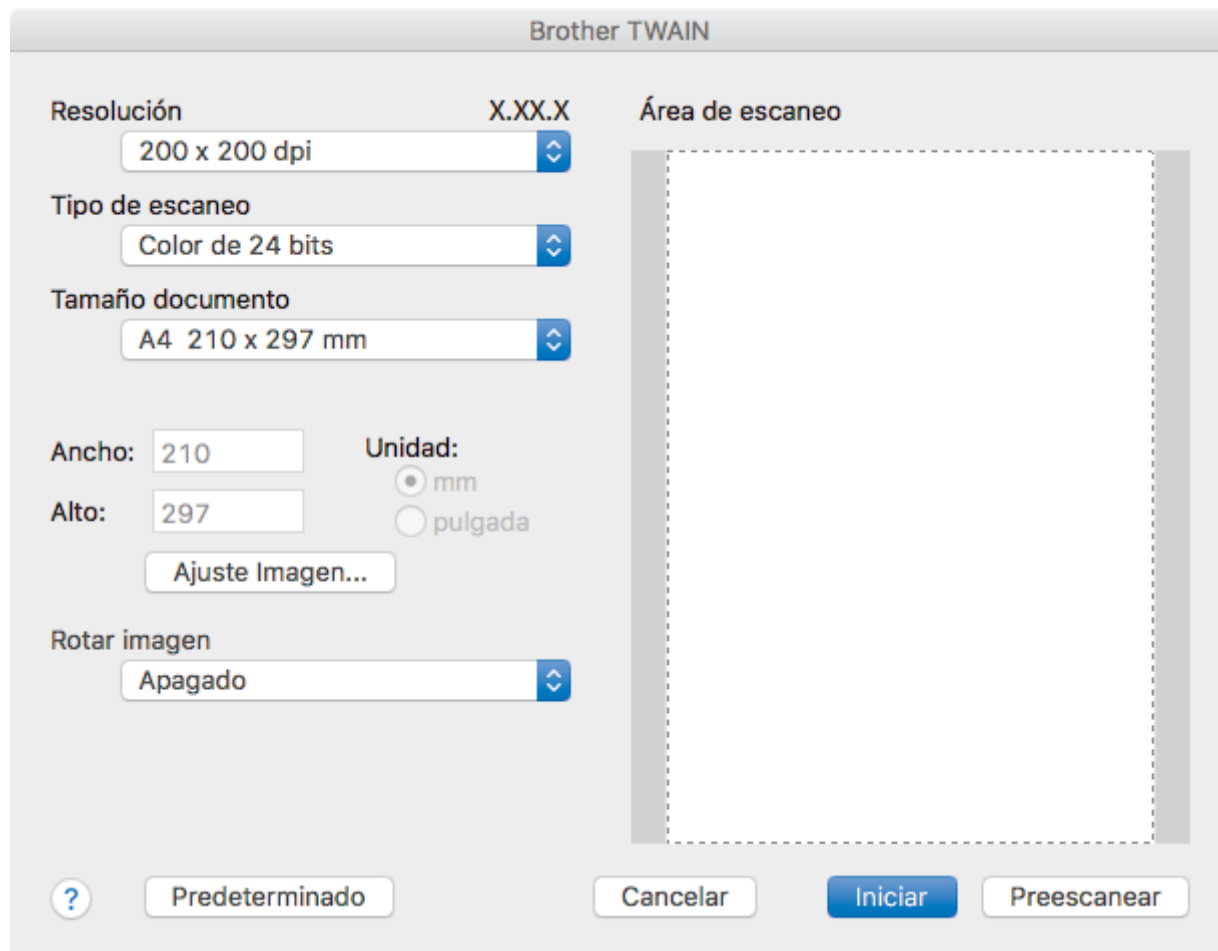 Brother TWAIN
Resolución X.XX.X
200 x 200 dpi
Tipo de escaneo
Color de 24 bits
Tamaño documento
A4 210 x 297 mm
Ancho: 210
Alto: 297
Unidad:
mm
pulgada
Ajuste Imagen...
Rotar imagen
Apagado
Área de escaneo
? Predeterminado Cancelar Iniciar Preescanear